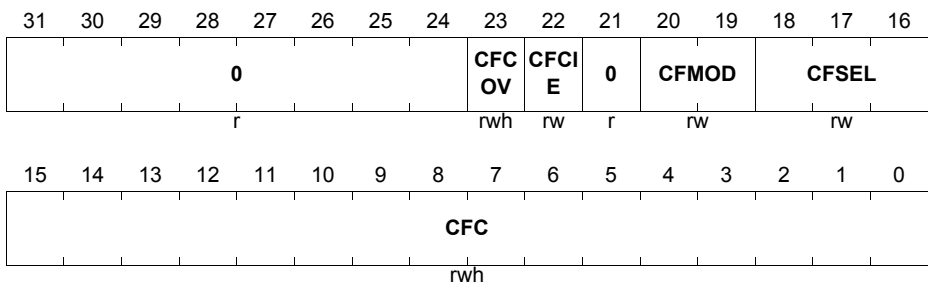 31 30 29 28 27 26 25 24 23 22 21 20 19 18 17 16
0 CFC OV CFCI E 0 CFMOD CFSEL
r rwh rw r rw rw
15 14 13 12 11 10 9 8 7 6 5 4 3 2 1 0
CFC
rwh